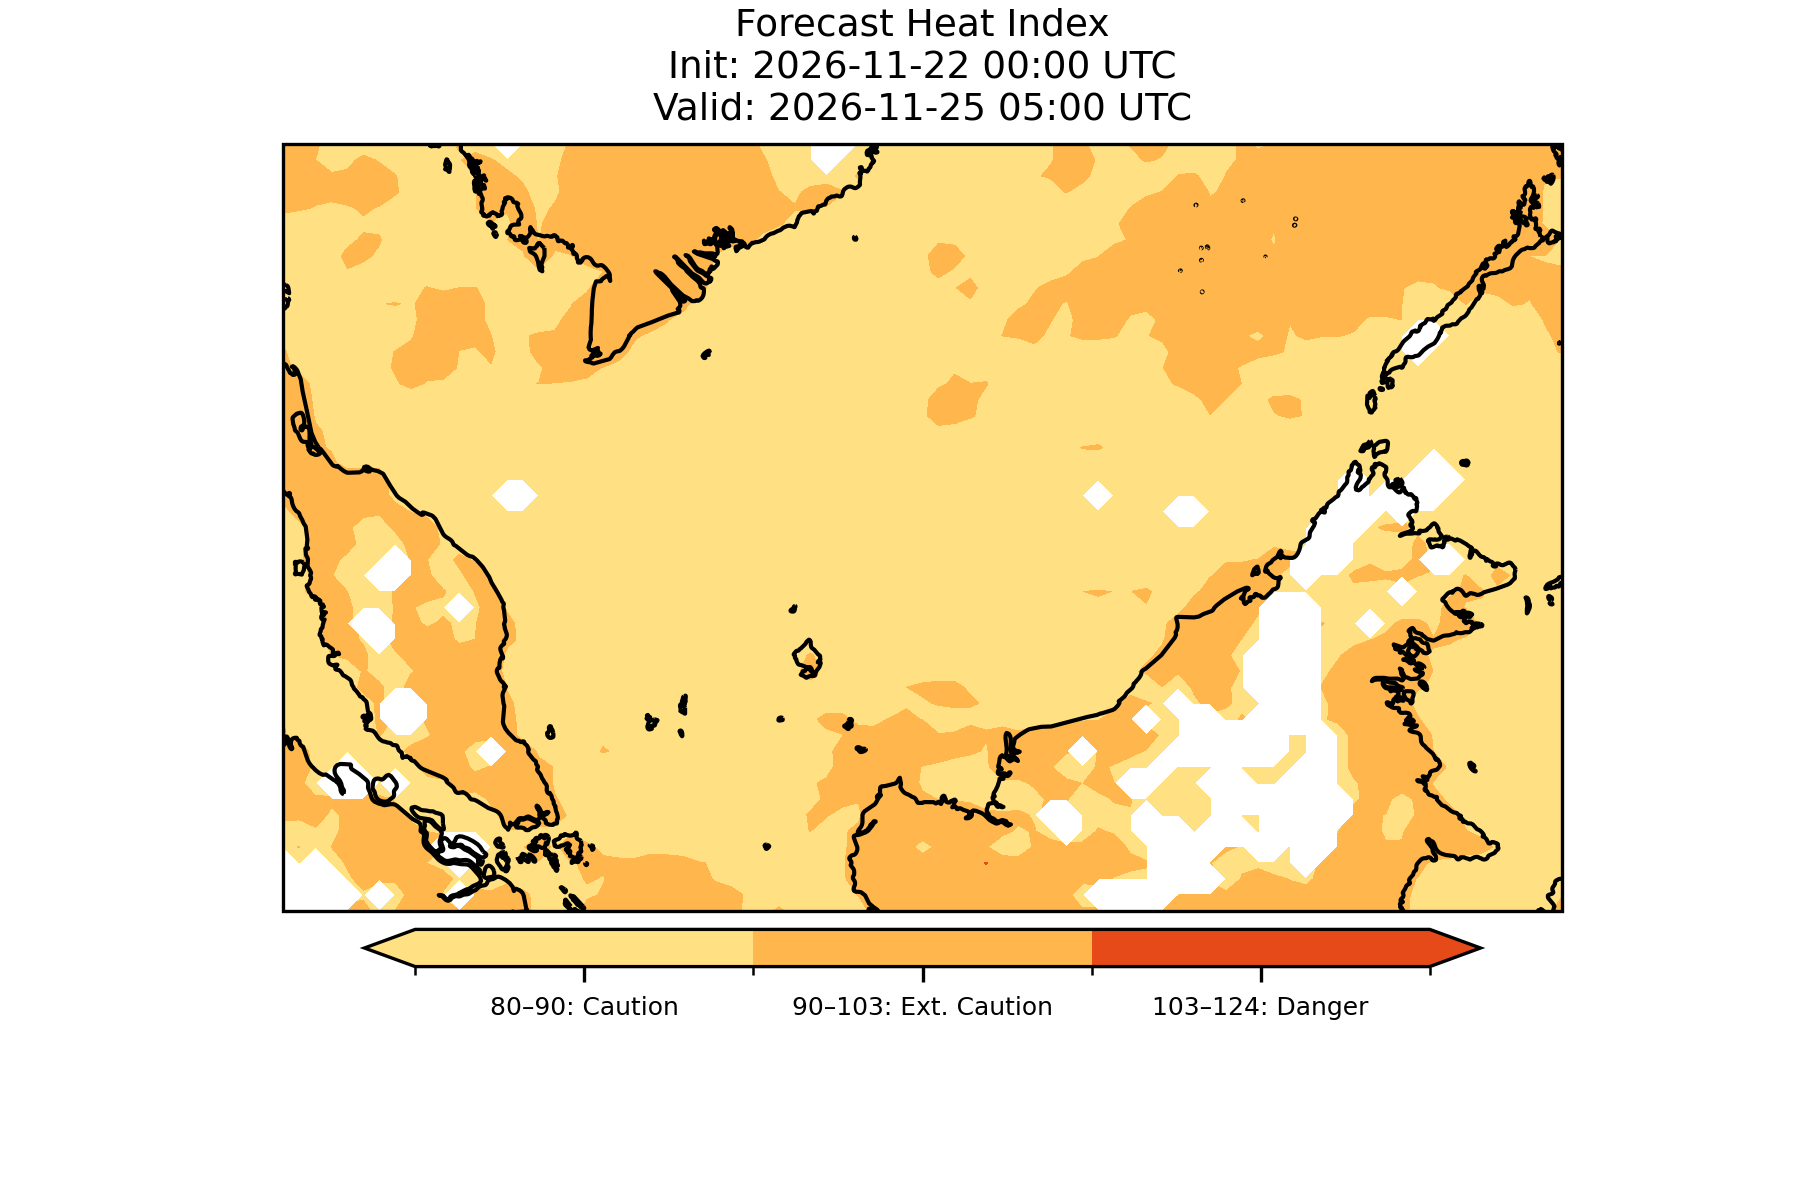 Forecast Heat Index
Init: 2026-11-22 00:00 UTC
Valid: 2026-11-25 05:00 UTC
80–90: Caution
90–103: Ext. Caution
103–124: Danger